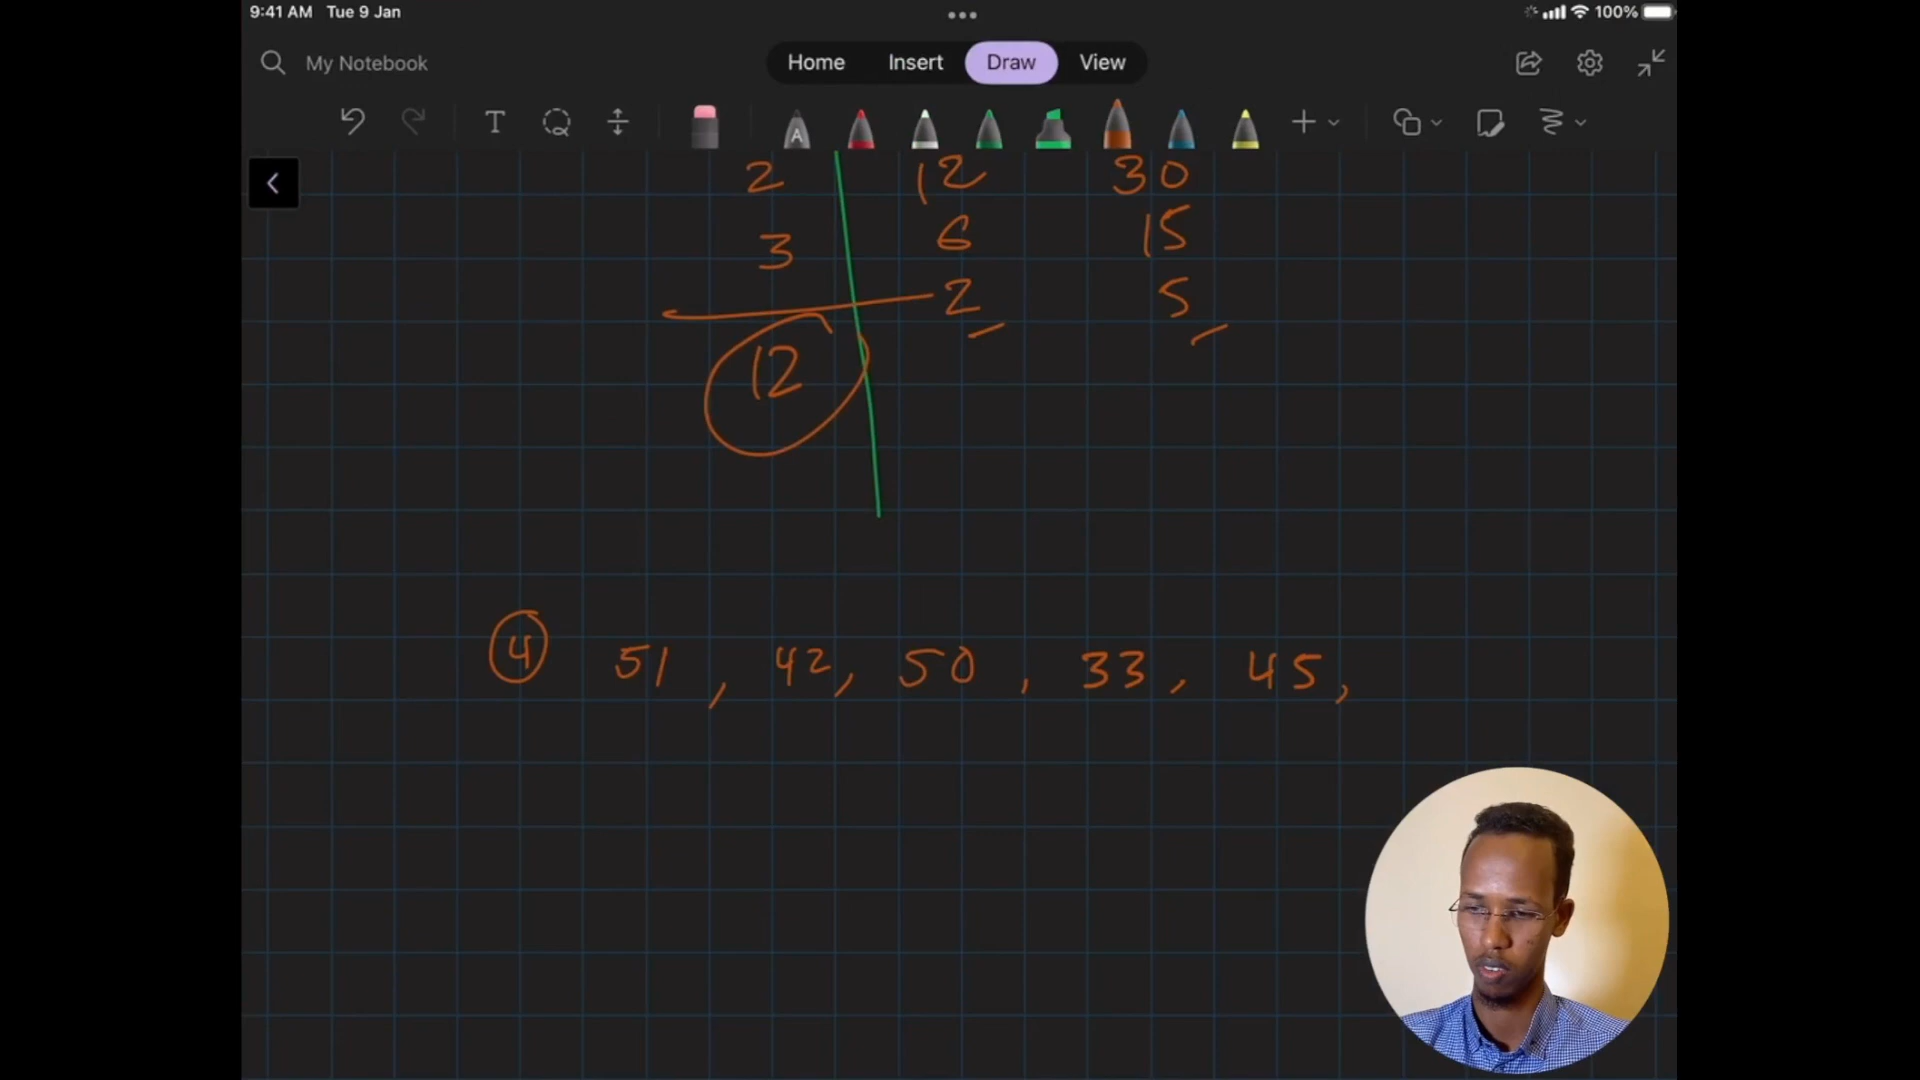 9:41 AM Tue 9 Jan
100%
My Notebook
Home Insert Draw View
T
A
2 12 30
3 6 15
2 5
12
4 51 , 42, 50 , 33, 45,